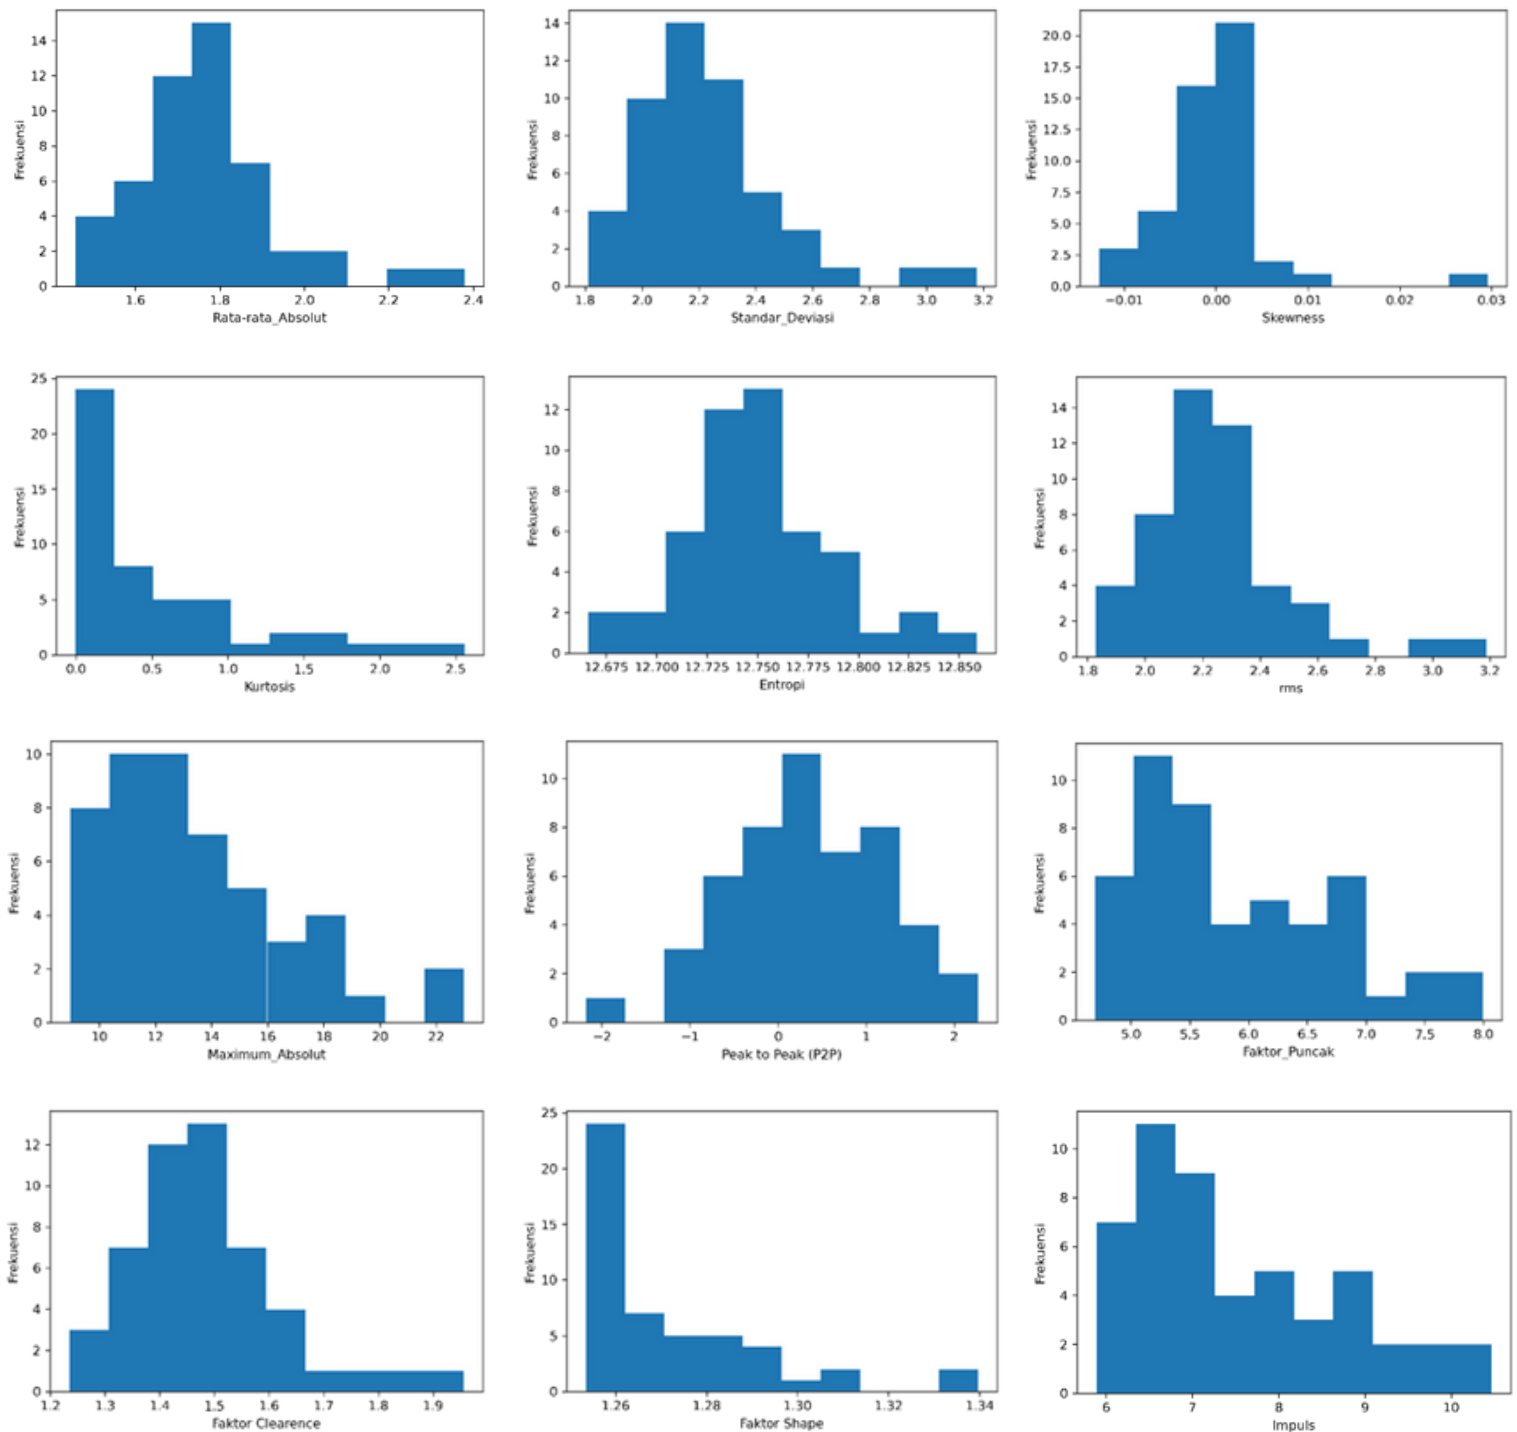 14
12
10
8
6
4
2
0
Frekuensi
1.6 1.8 2.0 2.2 2.4
Rata-rata_Absolut
14
12
10
8
6
4
2
0
Frekuensi
1.8 2.0 2.2 2.4 2.6 2.8 3.0 3.2
Standar_Deviasi
20.0
17.5
15.0
12.5
10.0
7.5
5.0
2.5
0.0
Frekuensi
−0.01 0.00 0.01 0.02 0.03
Skewness
25
20
15
10
5
0
Frekuensi
0.0 0.5 1.0 1.5 2.0 2.5
Kurtosis
12
10
8
6
4
2
0
Frekuensi
12.675 12.700 12.725 12.750 12.775 12.800 12.825 12.850
Entropi
14
12
10
8
6
4
2
0
Frekuensi
1.8 2.0 2.2 2.4 2.6 2.8 3.0 3.2
rms
10
8
6
4
2
0
Frekuensi
10 12 14 16 18 20 22
Maximum_Absolut
10
8
6
4
2
0
Frekuensi
−2 −1 0 1 2
Peak to Peak (P2P)
10
8
6
4
2
0
Frekuensi
5.0 5.5 6.0 6.5 7.0 7.5 8.0
Faktor_Puncak
12
10
8
6
4
2
0
Frekuensi
1.2 1.3 1.4 1.5 1.6 1.7 1.8 1.9
Faktor Clearence
25
20
15
10
5
0
Frekuensi
1.26 1.28 1.30 1.32 1.34
Faktor Shape
10
8
6
4
2
0
Frekuensi
6 7 8 9 10
Impuls